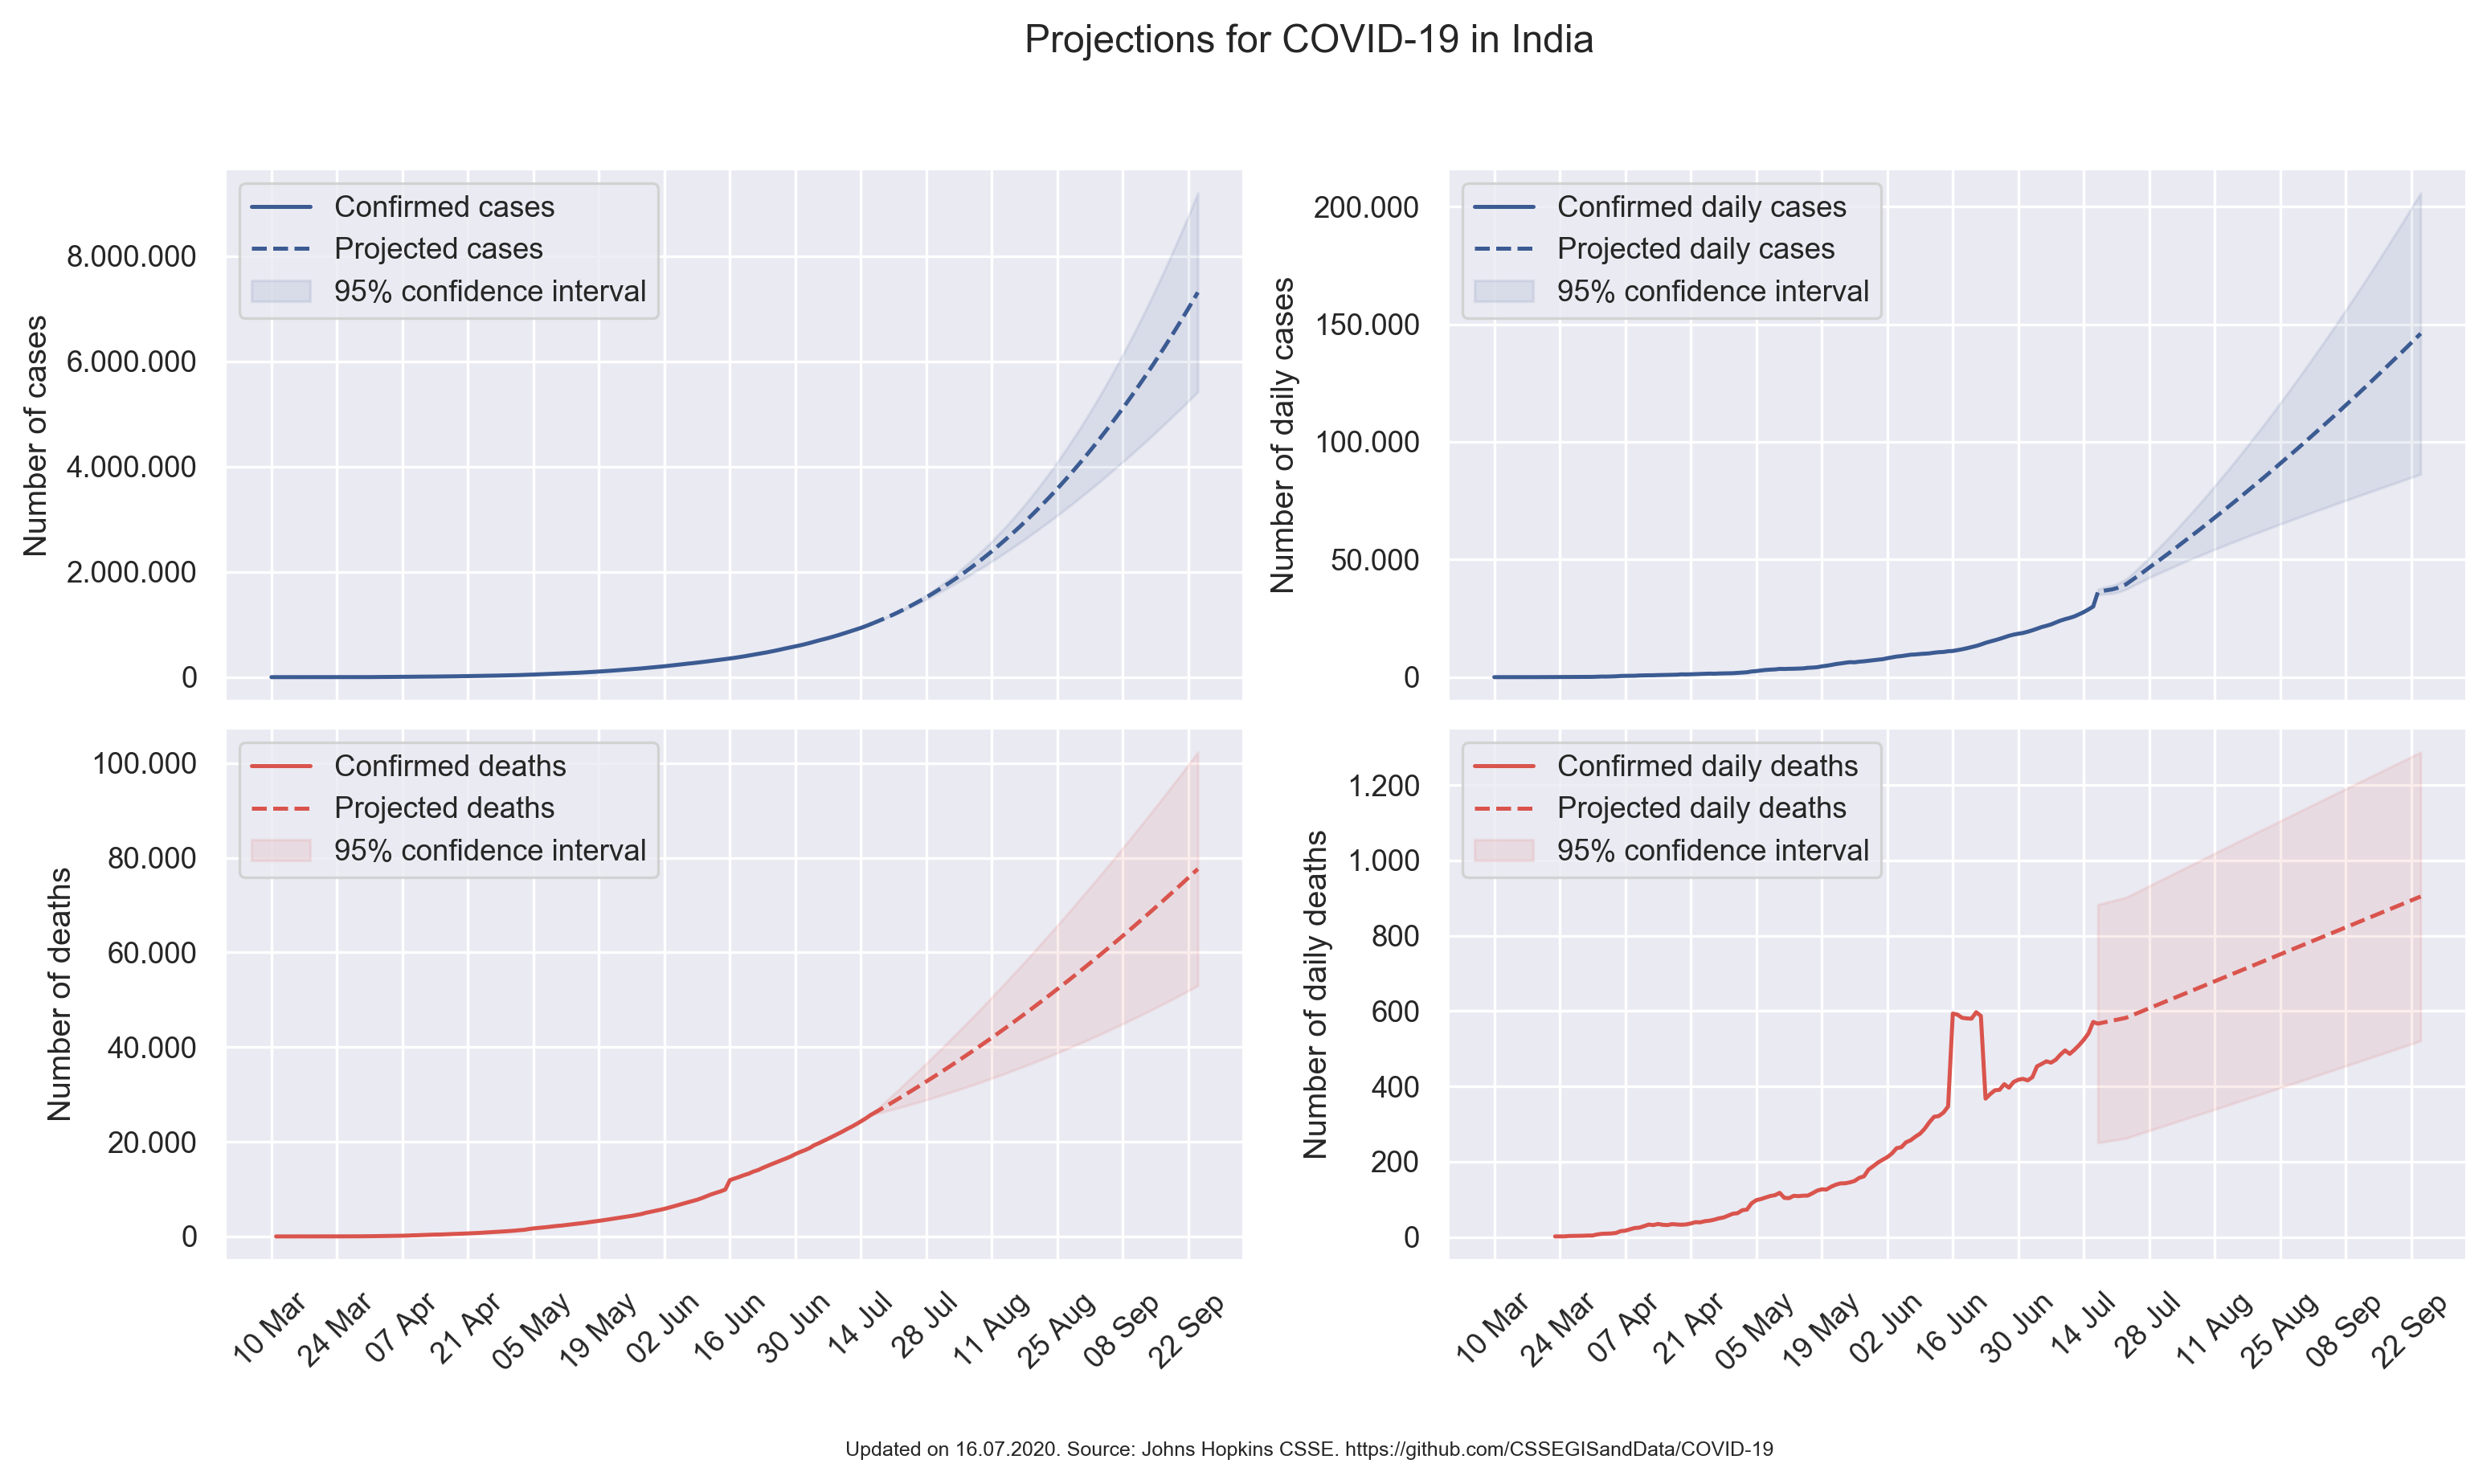 Projections for COVID-19 in India
Number of cases
8.000.000
6.000.000
4.000.000
2.000.000
0
Confirmed cases
Projected cases
95% confidence interval
Number of daily cases
200.000
150.000
100.000
50.000
0
Confirmed daily cases
Projected daily cases
95% confidence interval
Number of deaths
100.000
80.000
60.000
40.000
20.000
0
Confirmed deaths
Projected deaths
95% confidence interval
10 Mar
24 Mar
07 Apr
21 Apr
05 May
19 May
02 Jun
16 Jun
30 Jun
14 Jul
28 Jul
11 Aug
25 Aug
08 Sep
22 Sep
Number of daily deaths
1.200
1.000
800
600
400
200
0
Confirmed daily deaths
Projected daily deaths
95% confidence interval
10 Mar
24 Mar
07 Apr
21 Apr
05 May
19 May
02 Jun
16 Jun
30 Jun
14 Jul
28 Jul
11 Aug
25 Aug
08 Sep
22 Sep
Updated on 16.07.2020. Source: Johns Hopkins CSSE. https://github.com/CSSEGISandData/COVID-19